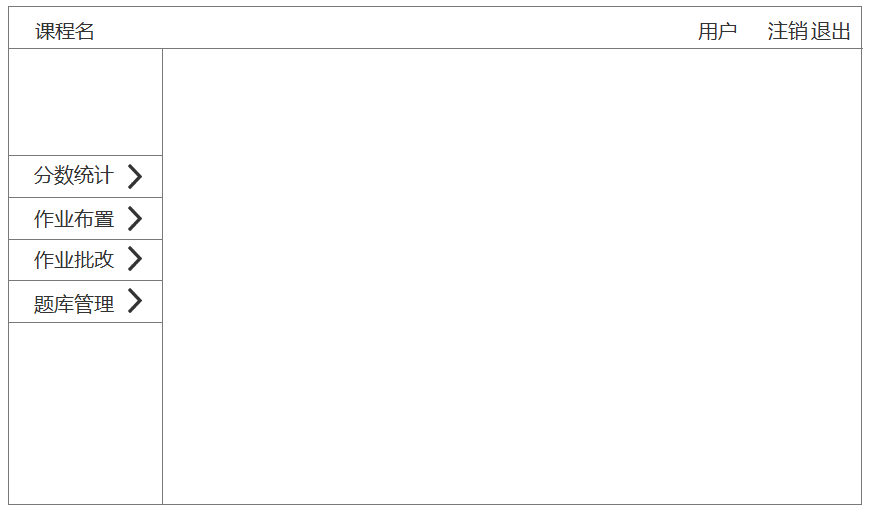 课程名 用户 注销 退出
分数统计
作业布置
作业批改
题库管理